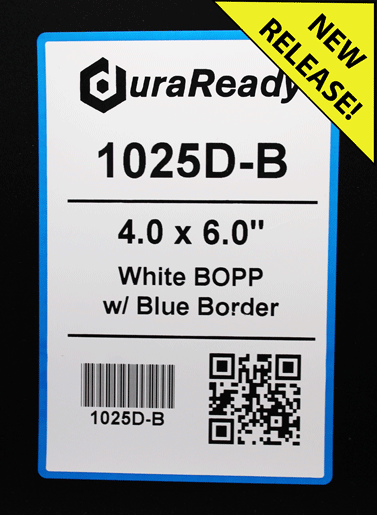 NEW
RELEASE!
duraReady
1025D-B
4.0 x 6.0"
White BOPP
w/ Blue Border
1025D-B